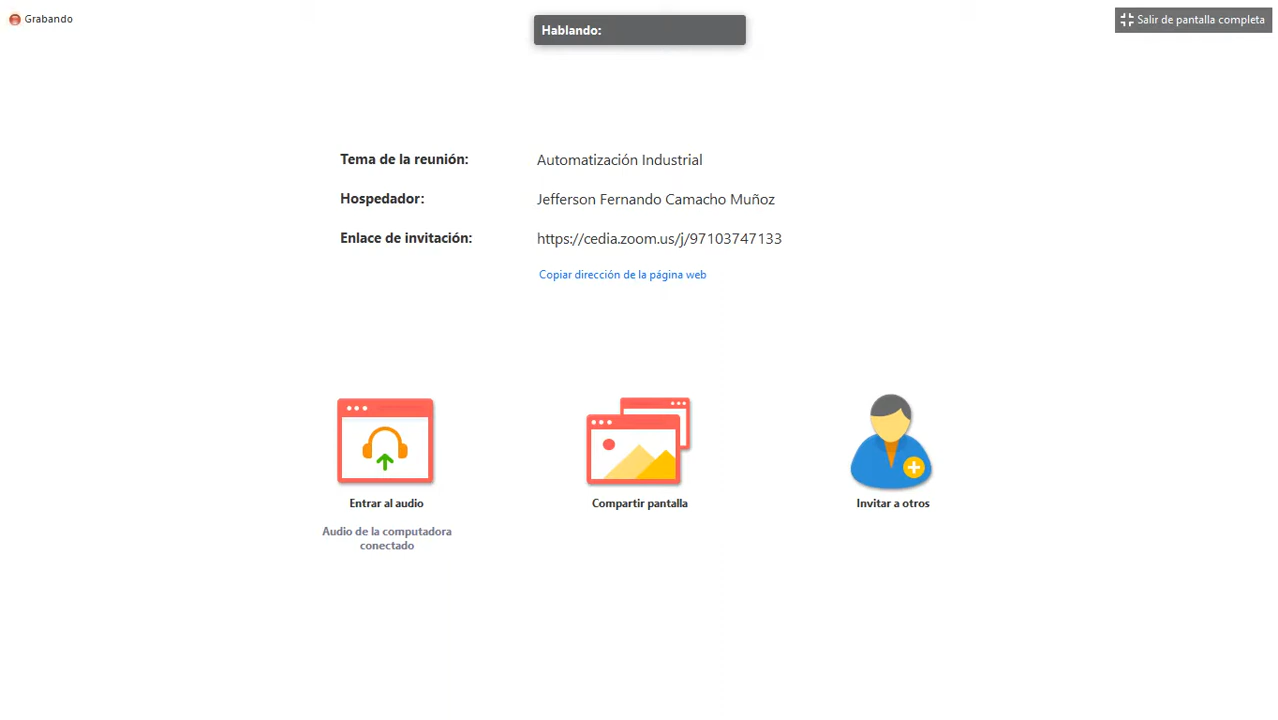 Grabando
Hablando:
Salir de pantalla completa
Tema de la reunión: Automatización Industrial
Hospedador: Jefferson Fernando Camacho Muñoz
Enlace de invitación: https://cedia.zoom.us/j/97103747133
Copiar dirección de la página web
Entrar al audio
Compartir pantalla
Invitar a otros
Audio de la computadora
conectado